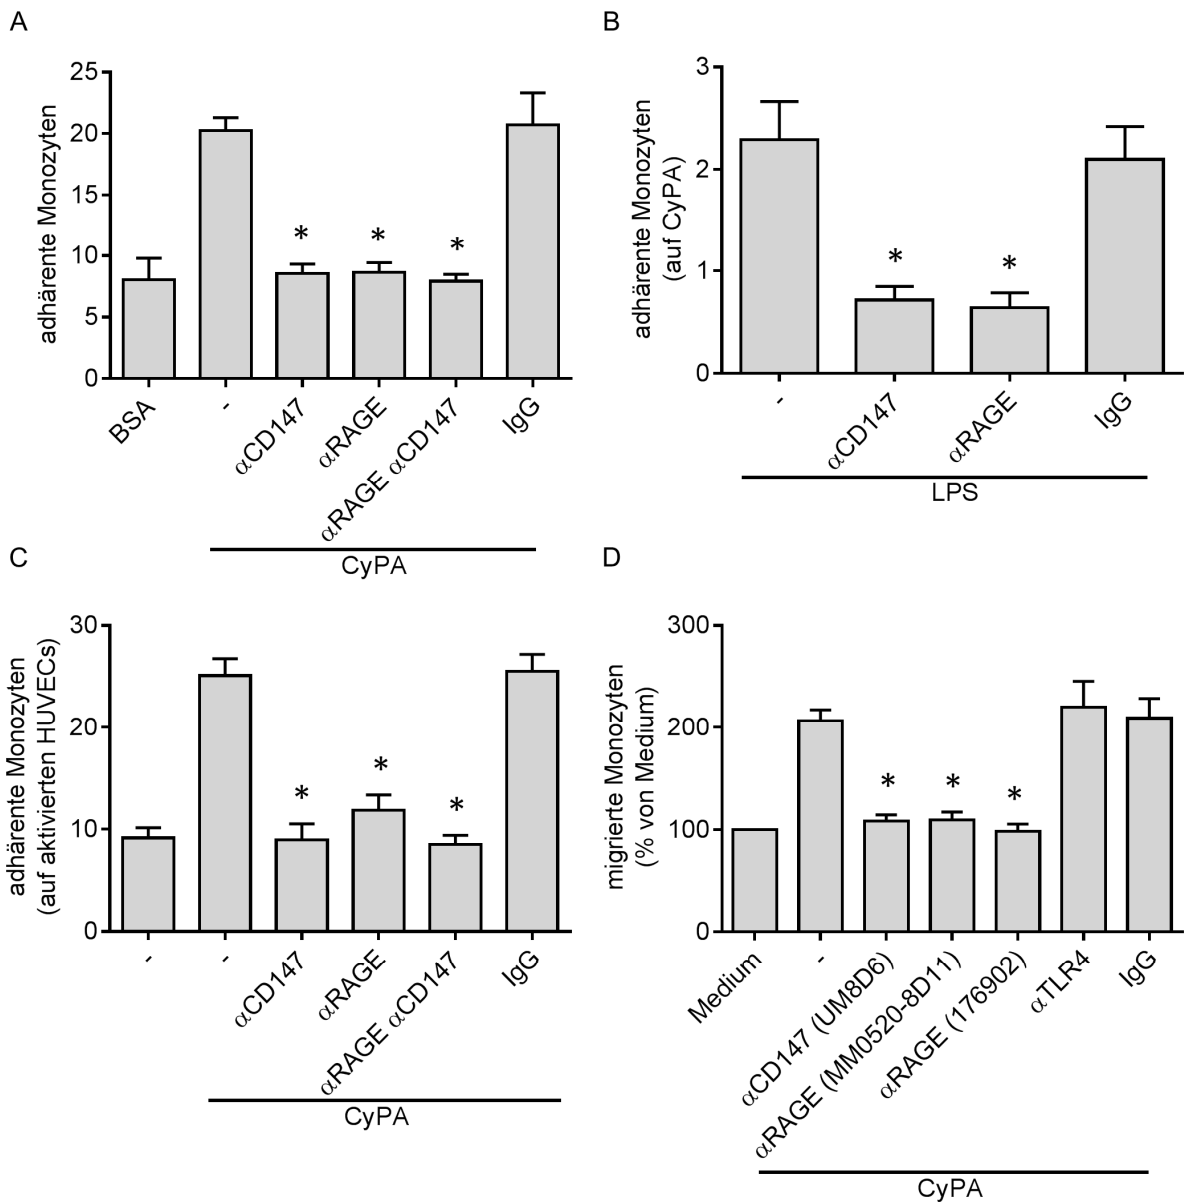 A
adhärente Monozyten
25
20
15
10
5
0
*
*
*
BSA
-
αCD147
αRAGE
αRAGE αCD147
IgG
CyPA
B
adhärente Monozyten
(auf CyPA)
3
2
1
0
*
*
-
αCD147
αRAGE
IgG
LPS
C
adhärente Monozyten
(auf aktivierten HUVECs)
30
20
10
0
*
*
*
-
-
αCD147
αRAGE
αRAGE αCD147
IgG
CyPA
D
migrierte Monozyten
(% von Medium)
300
200
100
0
*
*
*
Medium
-
αCD147 (UM8D6)
αRAGE (MM0520-8D11)
αRAGE (176902)
αTLR4
IgG
CyPA